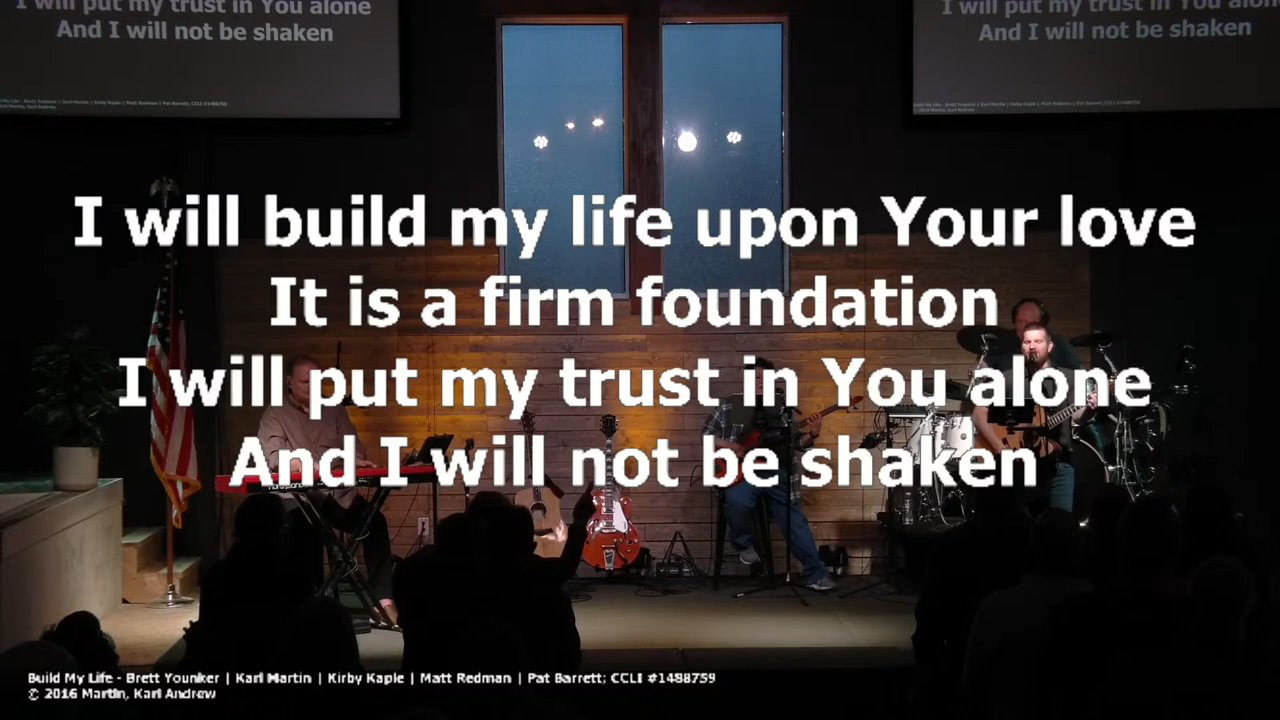 I will put my trust in You alone
And I will not be shaken
I will put my trust in You alon
And I will not be shaken
I will build my life upon Your love
It is a firm foundation
I will put my trust in You alone
And I will not be shaken
Build My Life - Brett Younker | Karl Martin | Kirby Kaple | Matt Redman | Pat Barrett; CCLI #1488759
© 2016 Martin, Karl Andrew